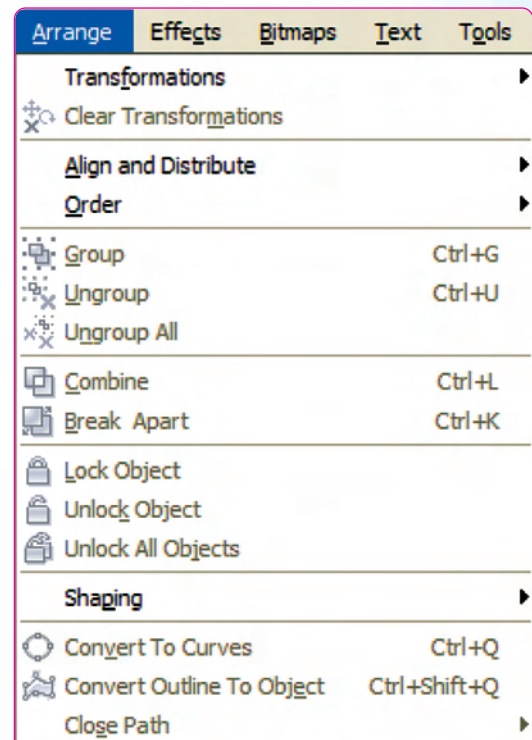 Arrange Effects Bitmaps Text Tools
Transformations
Clear Transformations
Align and Distribute
Order
Group Ctrl+G
Ungroup Ctrl+U
Ungroup All
Combine Ctrl+L
Break Apart Ctrl+K
Lock Object
Unlock Object
Unlock All Objects
Shaping
Convert To Curves Ctrl+Q
Convert Outline To Object Ctrl+Shift+Q
Close Path